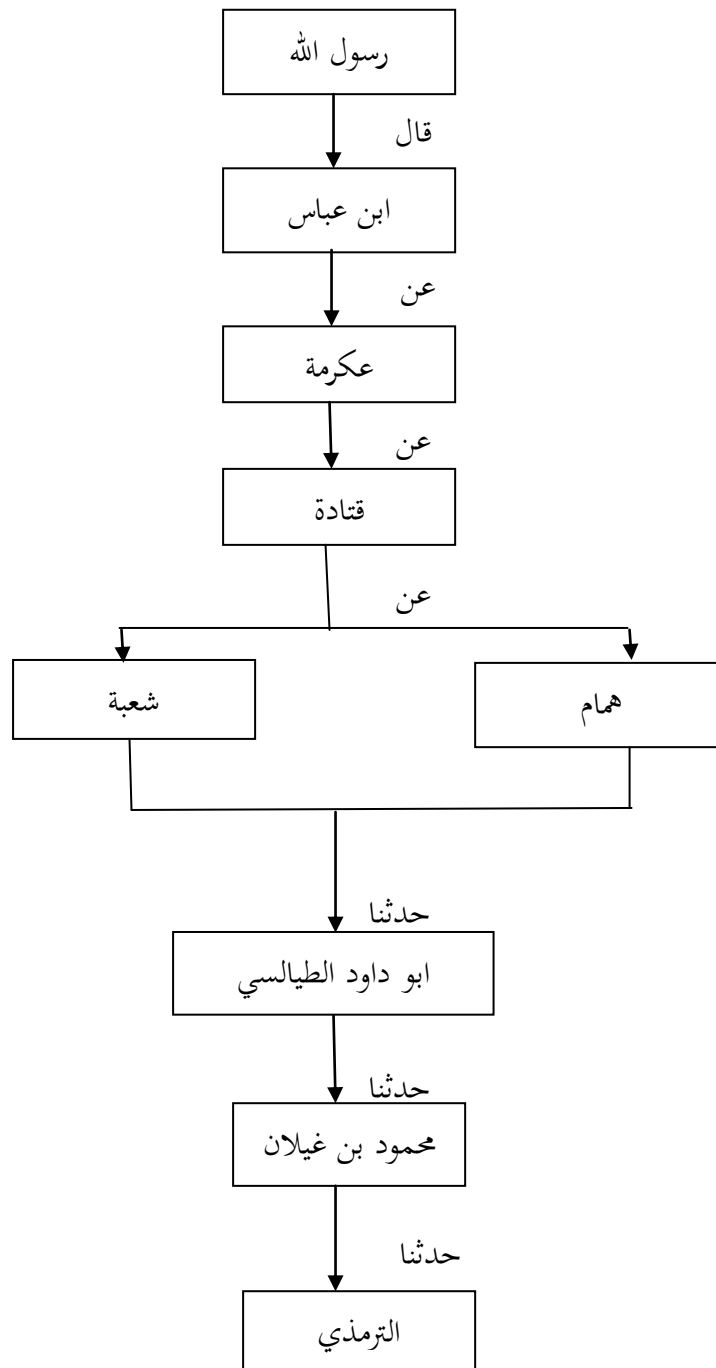 رسول الله
قال
ابن عباس
عن
عكرمة
عن
قتادة
عن
همام
شعبة
حدثنا
ابو داود الطيالسي
حدثنا
محمود بن غيلان
حدثنا
الترمذي